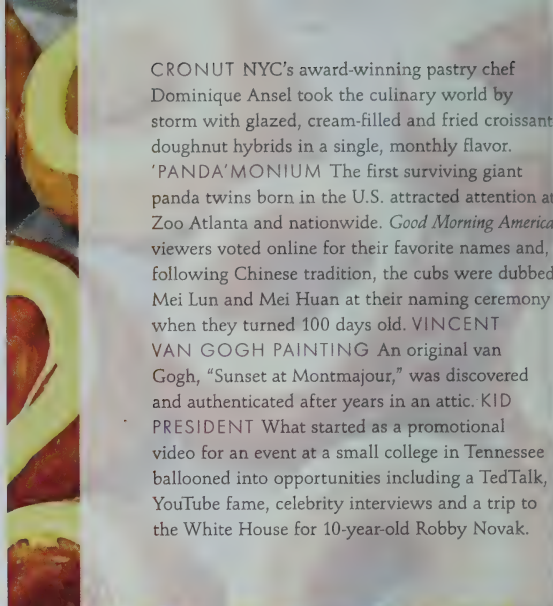 CRONUT NYC's award-winning pastry chef
Dominique Ansel took the culinary world by
storm with glazed, cream-filled and fried croissant
doughnut hybrids in a single, monthly flavor.
'PANDA'MONIUM The first surviving giant
panda twins born in the U.S. attracted attention at
Zoo Atlanta and nationwide. Good Morning America
viewers voted online for their favorite names and,
following Chinese tradition, the cubs were dubbed
Mei Lun and Mei Huan at their naming ceremony
when they turned 100 days old. VINCENT
VAN GOGH PAINTING An original van
Gogh, "Sunset at Montmajour," was discovered
and authenticated after years in an attic. KID
PRESIDENT What started as a promotional
video for an event at a small college in Tennessee
ballooned into opportunities including a TedTalk,
YouTube fame, celebrity interviews and a trip to
the White House for 10-year-old Robby Novak.